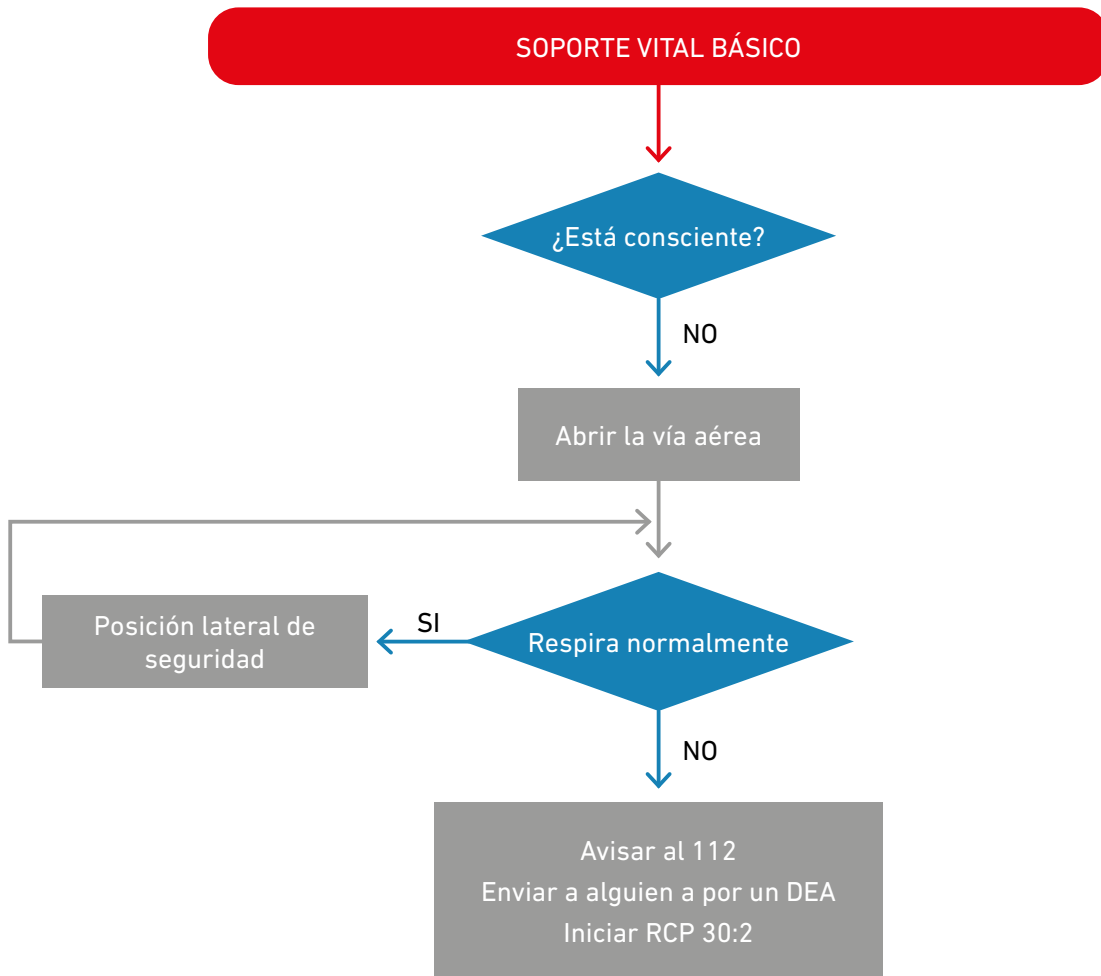 SOPORTE VITAL BÁSICO
¿Está consciente?
NO
Abrir la vía aérea
SI
Posición lateral de
seguridad
Respira normalmente
NO
Avisar al 112
Enviar a alguien a por un DEA
Iniciar RCP 30:2